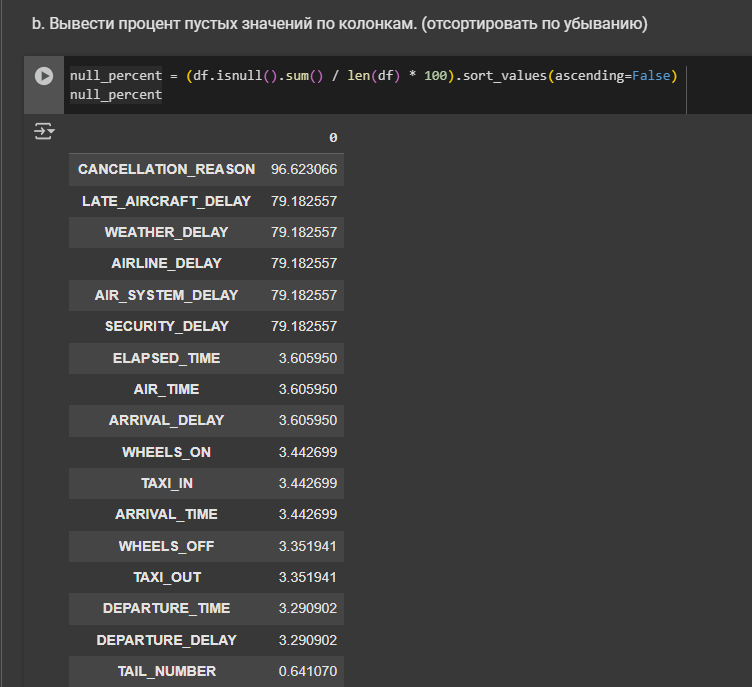 b. Вывести процент пустых значений по колонкам. (отсортировать по убыванию)
null_percent = (df.isnull().sum() / len(df) * 100).sort_values(ascending=False)
null_percent
0
CANCELLATION_REASON 96.623066
LATE_AIRCRAFT_DELAY 79.182557
WEATHER_DELAY 79.182557
AIRLINE_DELAY 79.182557
AIR_SYSTEM_DELAY 79.182557
SECURITY_DELAY 79.182557
ELAPSED_TIME 3.605950
AIR_TIME 3.605950
ARRIVAL_DELAY 3.605950
WHEELS_ON 3.442699
TAXI_IN 3.442699
ARRIVAL_TIME 3.442699
WHEELS_OFF 3.351941
TAXI_OUT 3.351941
DEPARTURE_TIME 3.290902
DEPARTURE_DELAY 3.290902
TAIL_NUMBER 0.641070